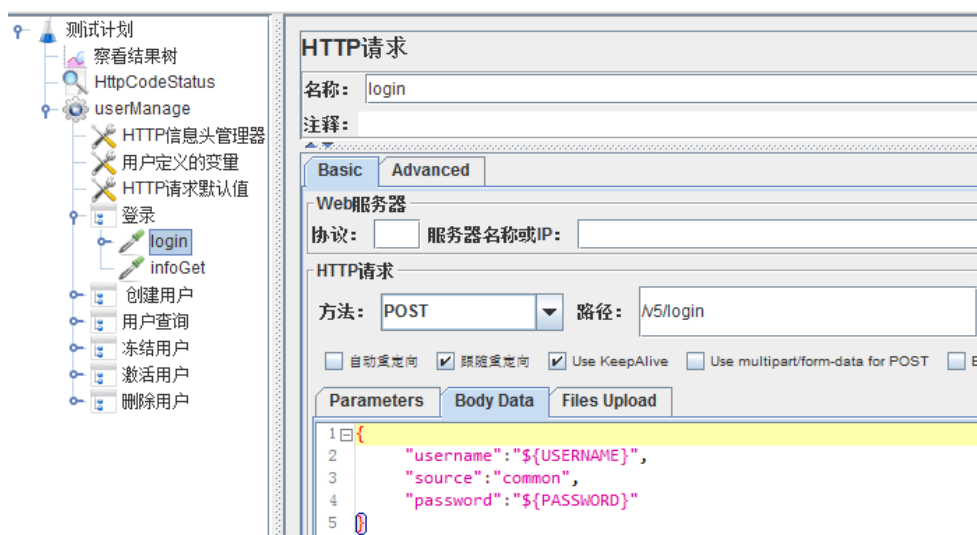 测试计划
察看结果树
HttpCodeStatus
userManage
HTTP信息头管理器
用户定义的变量
HTTP请求默认值
登录
login
infoGet
创建用户
用户查询
冻结用户
激活用户
删除用户
HTTP请求
名称： login
注释：
Basic Advanced
Web服务器
协议： 服务器名称或IP：
HTTP请求
方法： POST 路径： /v5/login
自动重定向 跟随重定向 Use KeepAlive Use multipart/form-data for POST
Parameters Body Data Files Upload
1 {
2 "username":"${USERNAME}",
3 "source":"common",
4 "password":"${PASSWORD}"
5 }